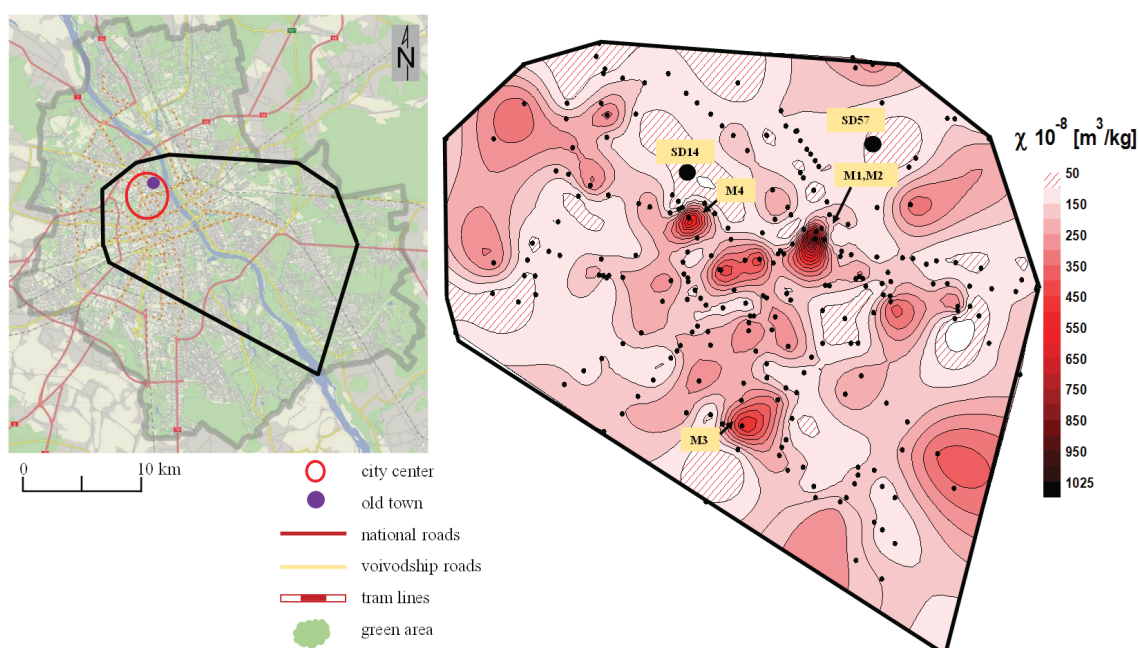 N
0 10 km
city center
old town
national roads
voivodship roads
tram lines
green area
SD57
SD14
M1,M2
M4
M3
χ 10⁻⁸ [m³/kg]
50
150
250
350
450
550
650
750
850
950
1025